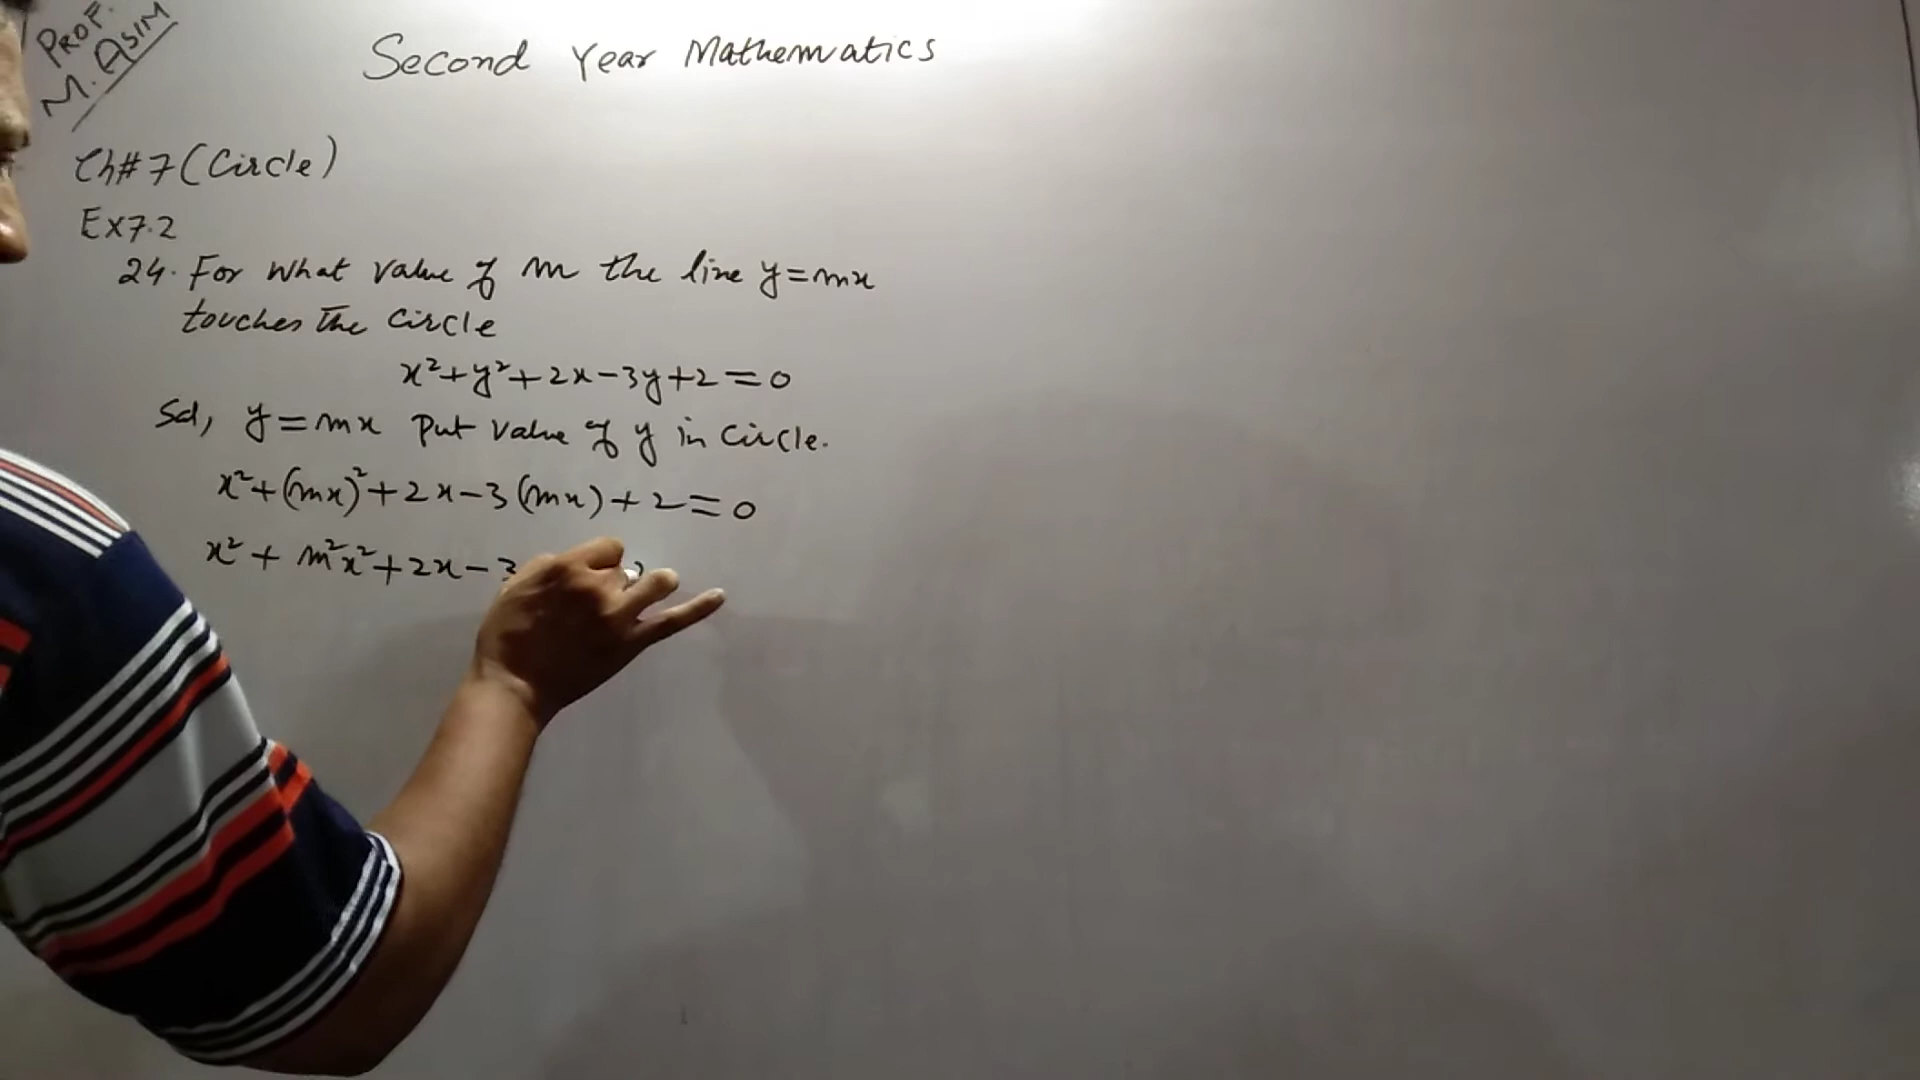 PROF.
M. ASIM
Second Year Mathematics
Ch# 7 (Circle)
Ex 7.2
24. For what value of m the line y=mx
touches the circle
x²+y²+2x-3y+2=0
Sol, y=mx Put value of y in circle.
x²+(mx)²+2x-3(mx)+2=0
x²+m²x²+2x-3